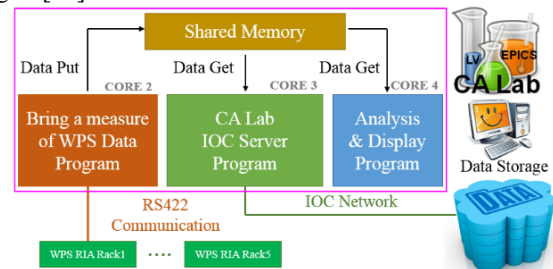 Shared Memory
Data Put
Data Get
Data Get
CORE 2
CORE 3
CORE 4
Bring a measure
of WPS Data
Program
CA Lab
IOC Server
Program
Analysis
& Display
Program
LV
EPICS
CA Lab
Data Storage
DATA
RS422
Communication
IOC Network
WPS RIA Rack1
....
WPS RIA Rack5